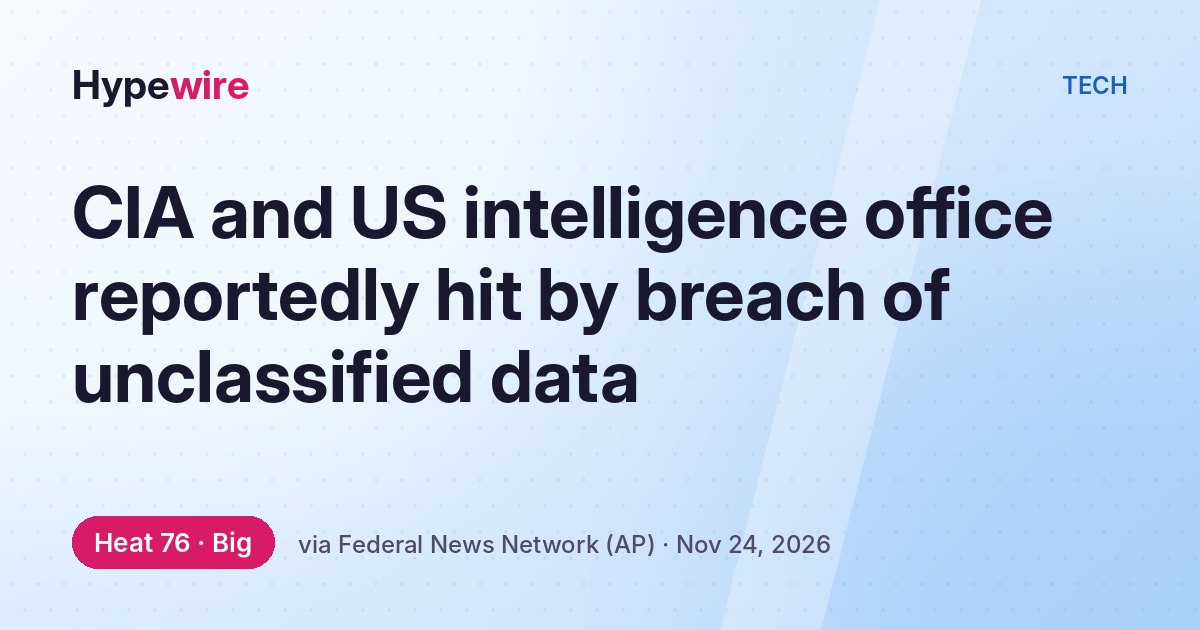 Hypewire
TECH
CIA and US intelligence office
reportedly hit by breach of
unclassified data
Heat 76 · Big
via Federal News Network (AP) · Nov 24, 2026